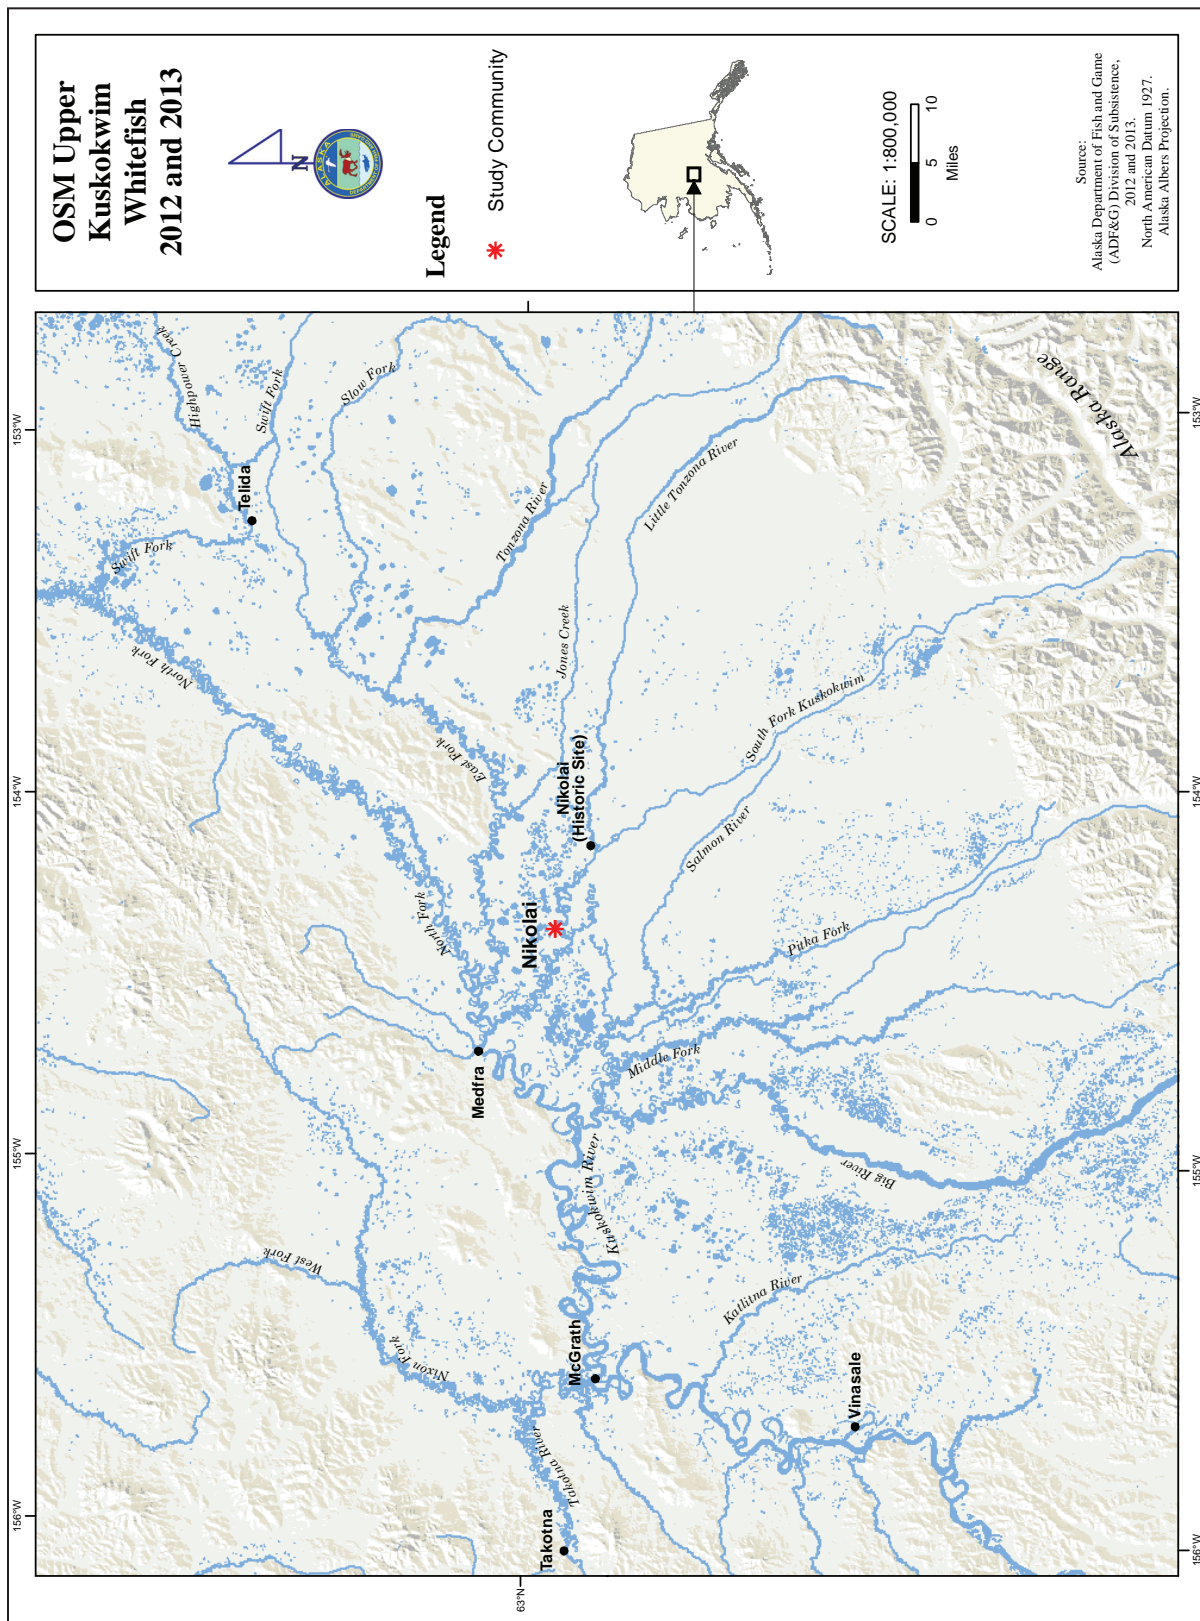 OSM Upper
Kuskokwim
Whitefish
2012 and 2013
N
ALASKA
Legend
Study Community
SCALE: 1:800,000
0 5 10
Miles
Source:
Alaska Department of Fish and Game
(ADF&G) Division of Subsistence,
2012 and 2013.
North American Datum 1927.
Alaska Albers Projection.
156°W
155°W
154°W
153°W
63°N
Highpower Creek
Swift Fork
Slow Fork
Telida
Swift Fork
North Fork
Tonzona River
Little Tonzona River
Alaska Range
Jones Creek
East Fork
Nikolai
(Historic Site)
South Fork Kuskokwim
Salmon River
North Fork
Nikolai
Pitka Fork
Medfra
Middle Fork
Kuskokwim River
Big River
West Fork
Nixon Fork
McGrath
Katlitna River
Takotna River
Takotna
Vinasale
156°W
155°W
154°W
153°W